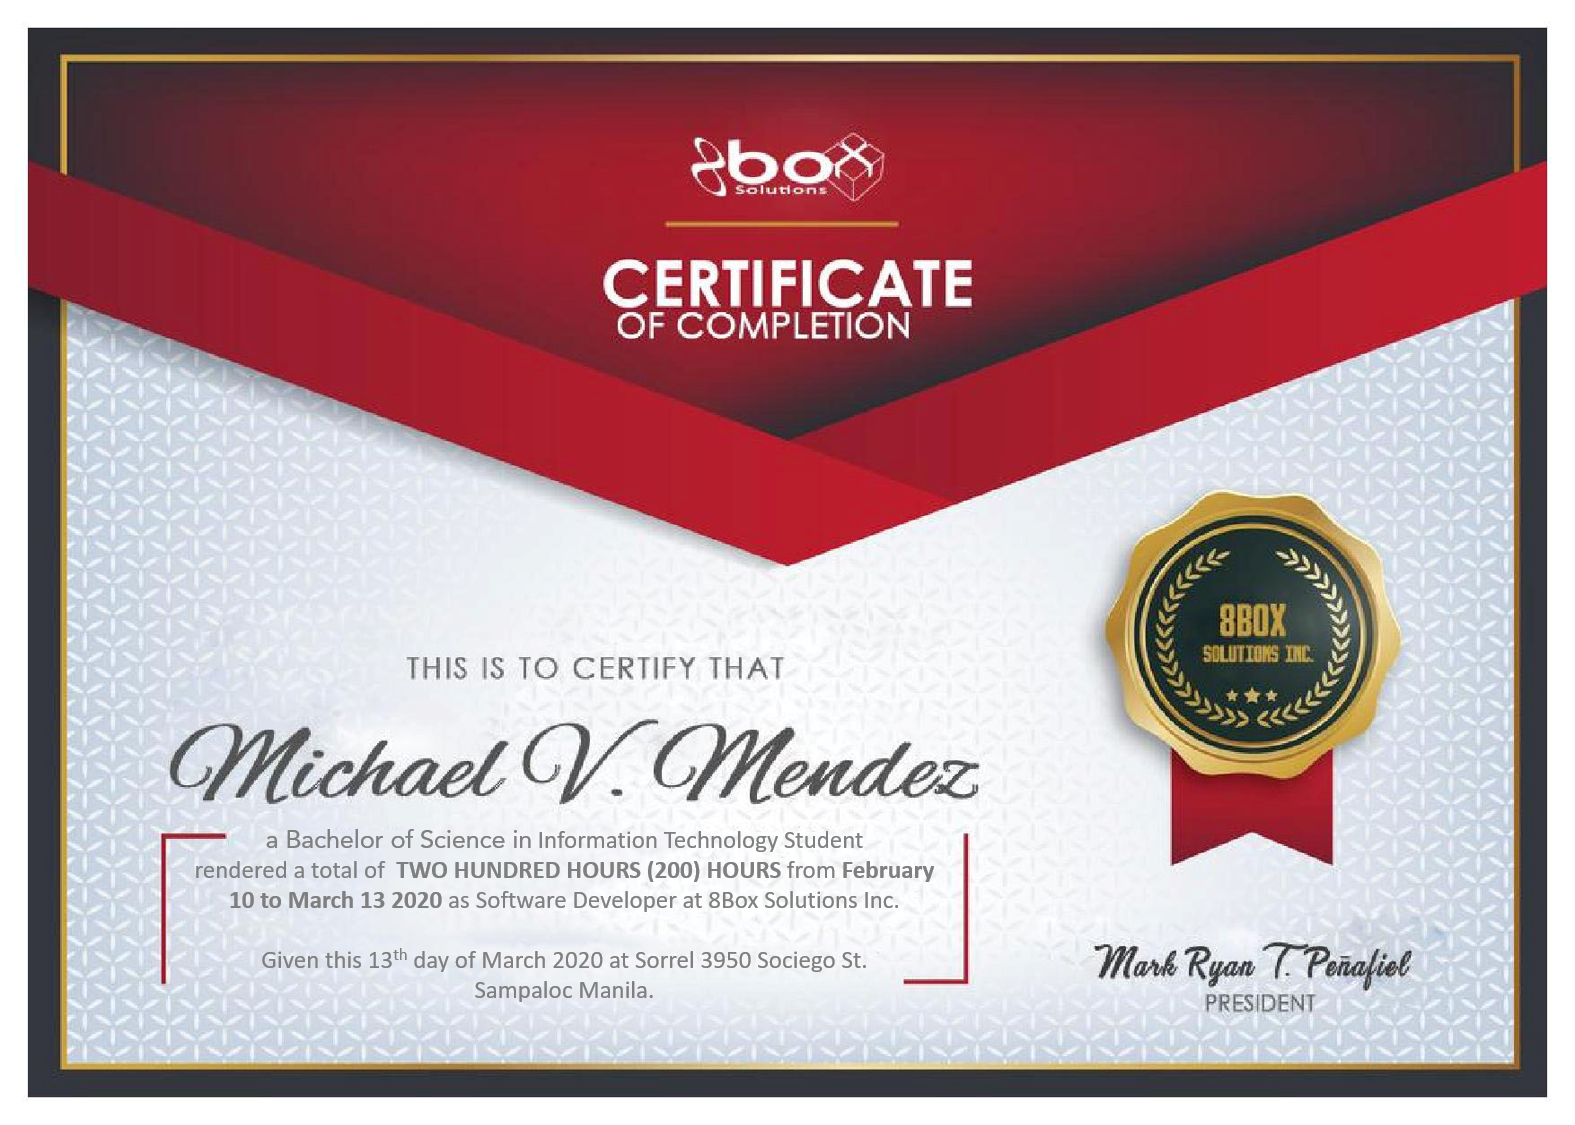 8box
Solutions
CERTIFICATE
OF COMPLETION
THIS IS TO CERTIFY THAT
Michael V. Mendez
a Bachelor of Science in Information Technology Student
rendered a total of TWO HUNDRED HOURS (200) HOURS from February
10 to March 13 2020 as Software Developer at 8Box Solutions Inc.
Given this 13th day of March 2020 at Sorrel 3950 Sociego St.
Sampaloc Manila.
8BOX
SOLUTIONS INC.
Mark Ryan T. Peñafiel
PRESIDENT